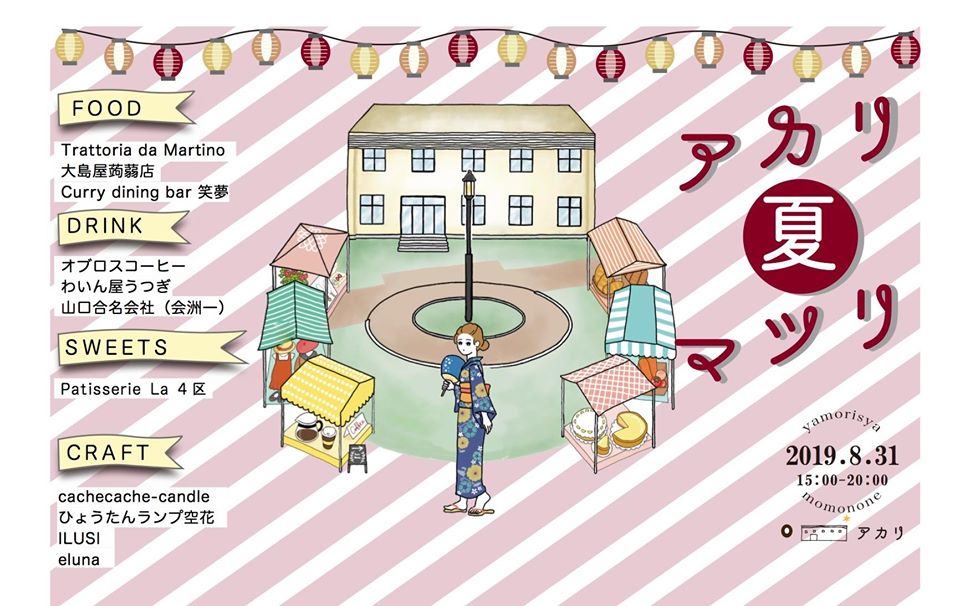 FOOD
Trattoria da Martino
大島屋蒟蒻店
Curry dining bar 笑夢
DRINK
オブロスコーヒー
わいん屋うつぎ
山口合名会社（会洲一）
SWEETS
Patisserie La 4区
CRAFT
cachecache-candle
ひょうたんランプ空花
ILUSI
eluna
アカリ
夏
マツリ
yamorisya
2019.8.31
15:00-20:00
momonone
アカリ
Coffee